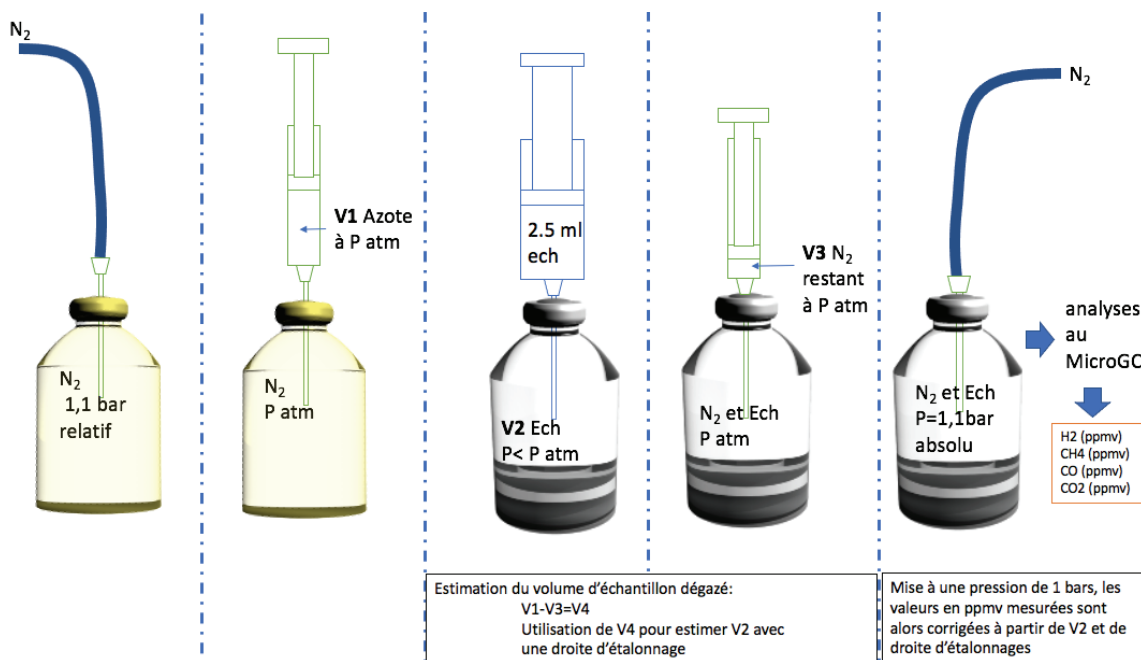 N2
N2
1,1 bar
relatif
V1 Azote
à P atm
N2
P atm
2.5 ml
ech
V2 Ech
P< P atm
V3 N2
restant
à P atm
N2 et Ech
P atm
N2
N2 et Ech
P=1,1bar
absolu
analyses
au
MicroGC
H2 (ppmv)
CH4 (ppmv)
CO (ppmv)
CO2 (ppmv)
Estimation du volume d'échantillon dégazé:
V1-V3=V4
Utilisation de V4 pour estimer V2 avec
une droite d'étalonnage
Mise à une pression de 1 bars, les
valeurs en ppmv mesurées sont
alors corrigées à partir de V2 et de
droite d'étalonnages